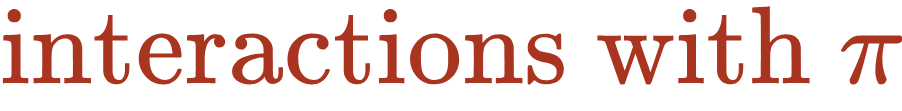 interactions with π